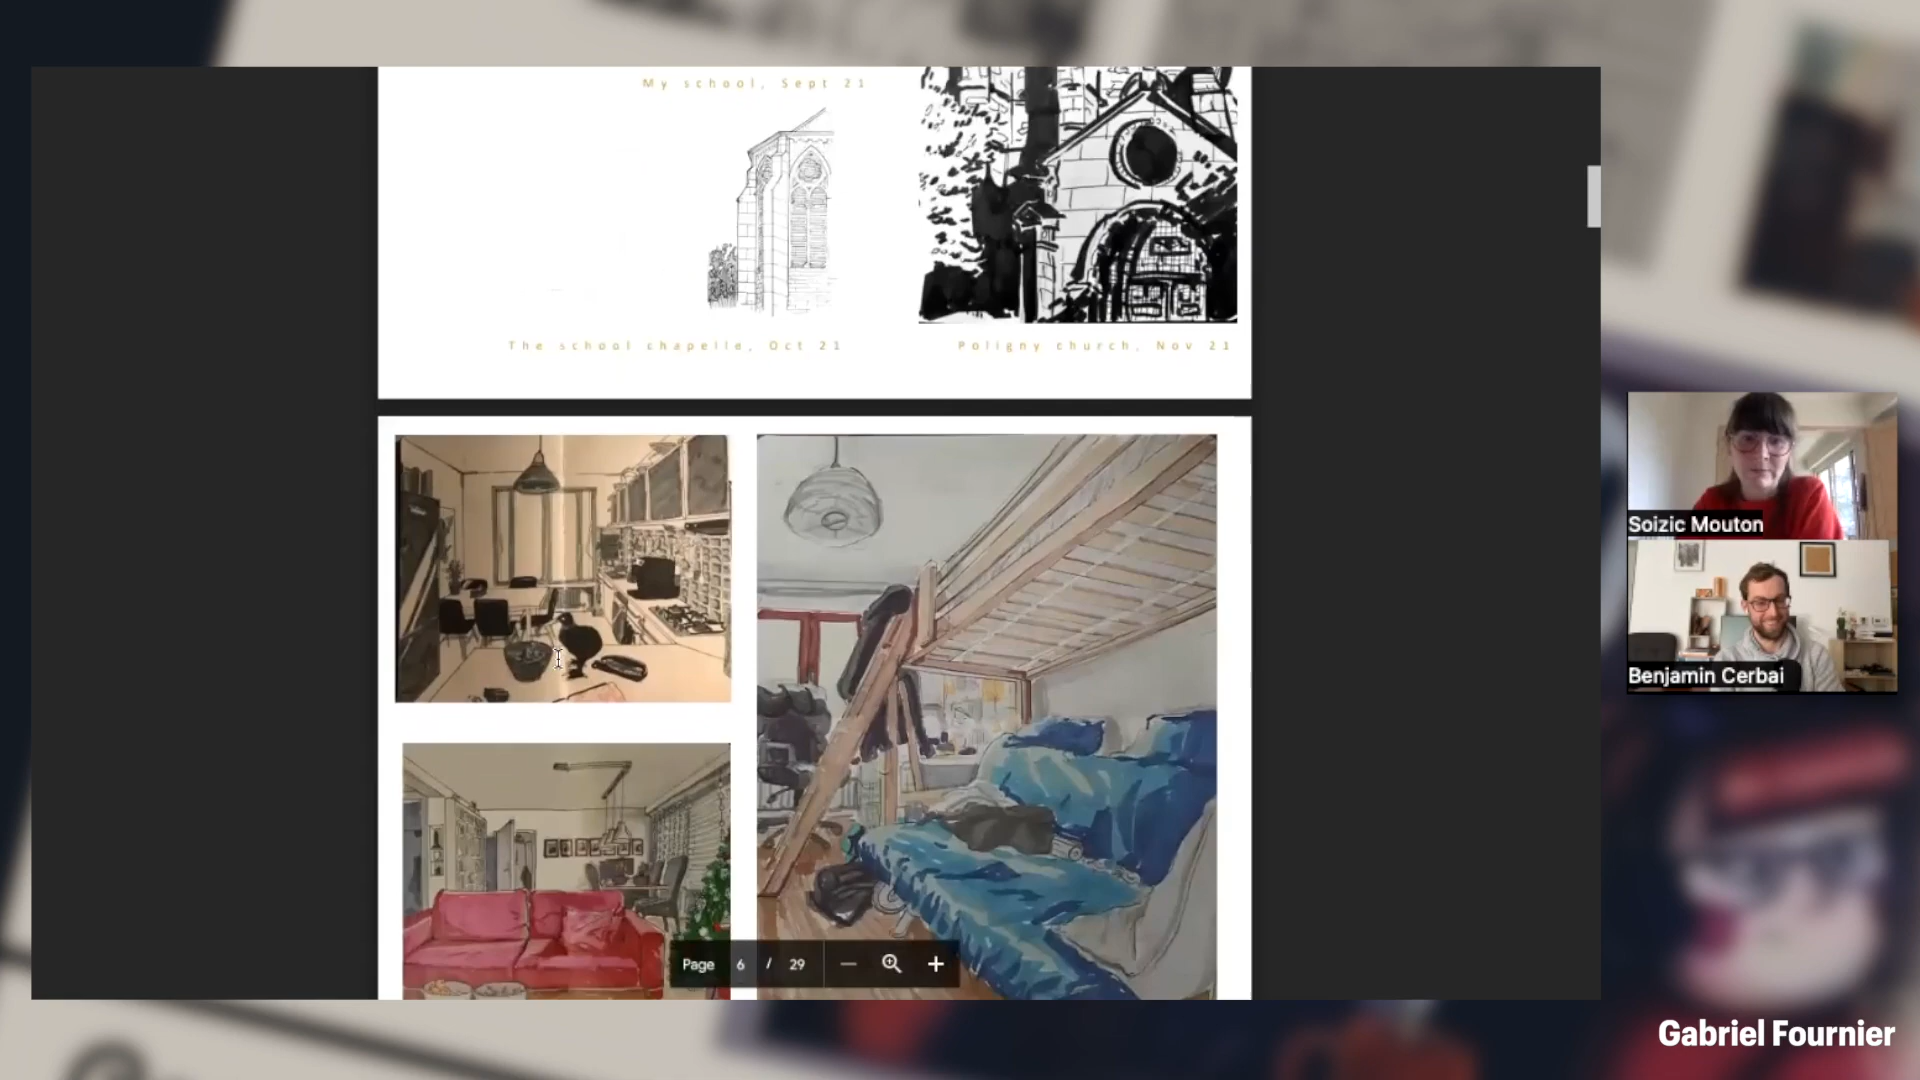 My school, Sept 21
The school chapelle, Oct 21
Poligny church, Nov 21
Page 6 / 29
Soizic Mouton
Benjamin Cerbai
Gabriel Fournier